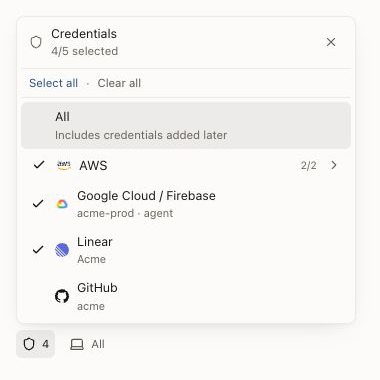 Credentials
4/5 selected
Select all · Clear all
All
Includes credentials added later
aws AWS 2/2
Google Cloud / Firebase
acme-prod · agent
Linear
Acme
GitHub
acme
4 All